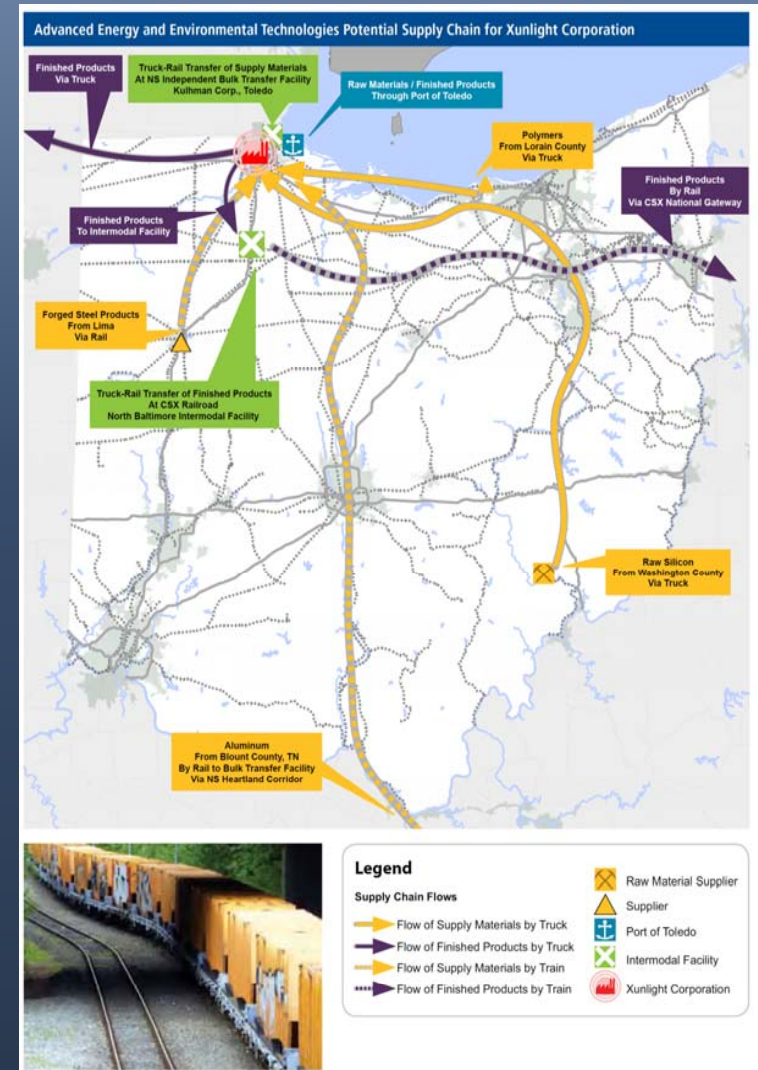 Advanced Energy and Environmental Technologies Potential Supply Chain for Xunlight Corporation
Finished Products
Via Truck
Truck-Rail Transfer of Supply Materials
At NS Independent Bulk Transfer Facility
Kulhman Corp., Toledo
Raw Materials / Finished Products
Through Port of Toledo
Polymers
From Lorain County
Via Truck
Finished Products
By Rail
Via CSX National Gateway
Finished Products
To Intermodal Facility
Forged Steel Products
From Lima
Via Rail
Truck-Rail Transfer of Finished Products
At CSX Railroad
North Baltimore Intermodal Facility
Raw Silicon
From Washington County
Via Truck
Aluminum
From Blount County, TN
By Rail to Bulk Transfer Facility
Via NS Heartland Corridor
Legend
Supply Chain Flows
Flow of Supply Materials by Truck
Flow of Finished Products by Truck
Flow of Supply Materials by Train
Flow of Finished Products by Train
Raw Material Supplier
Supplier
Port of Toledo
Intermodal Facility
Xunlight Corporation